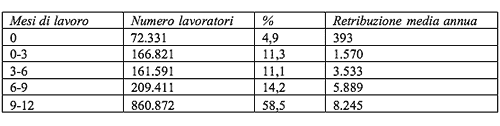 Mesi di lavoro Numero lavoratori % Retribuzione media annua
0 72.331 4,9 393
0-3 166.821 11,3 1.570
3-6 161.591 11,1 3.533
6-9 209.411 14,2 5.889
9-12 860.872 58,5 8.245